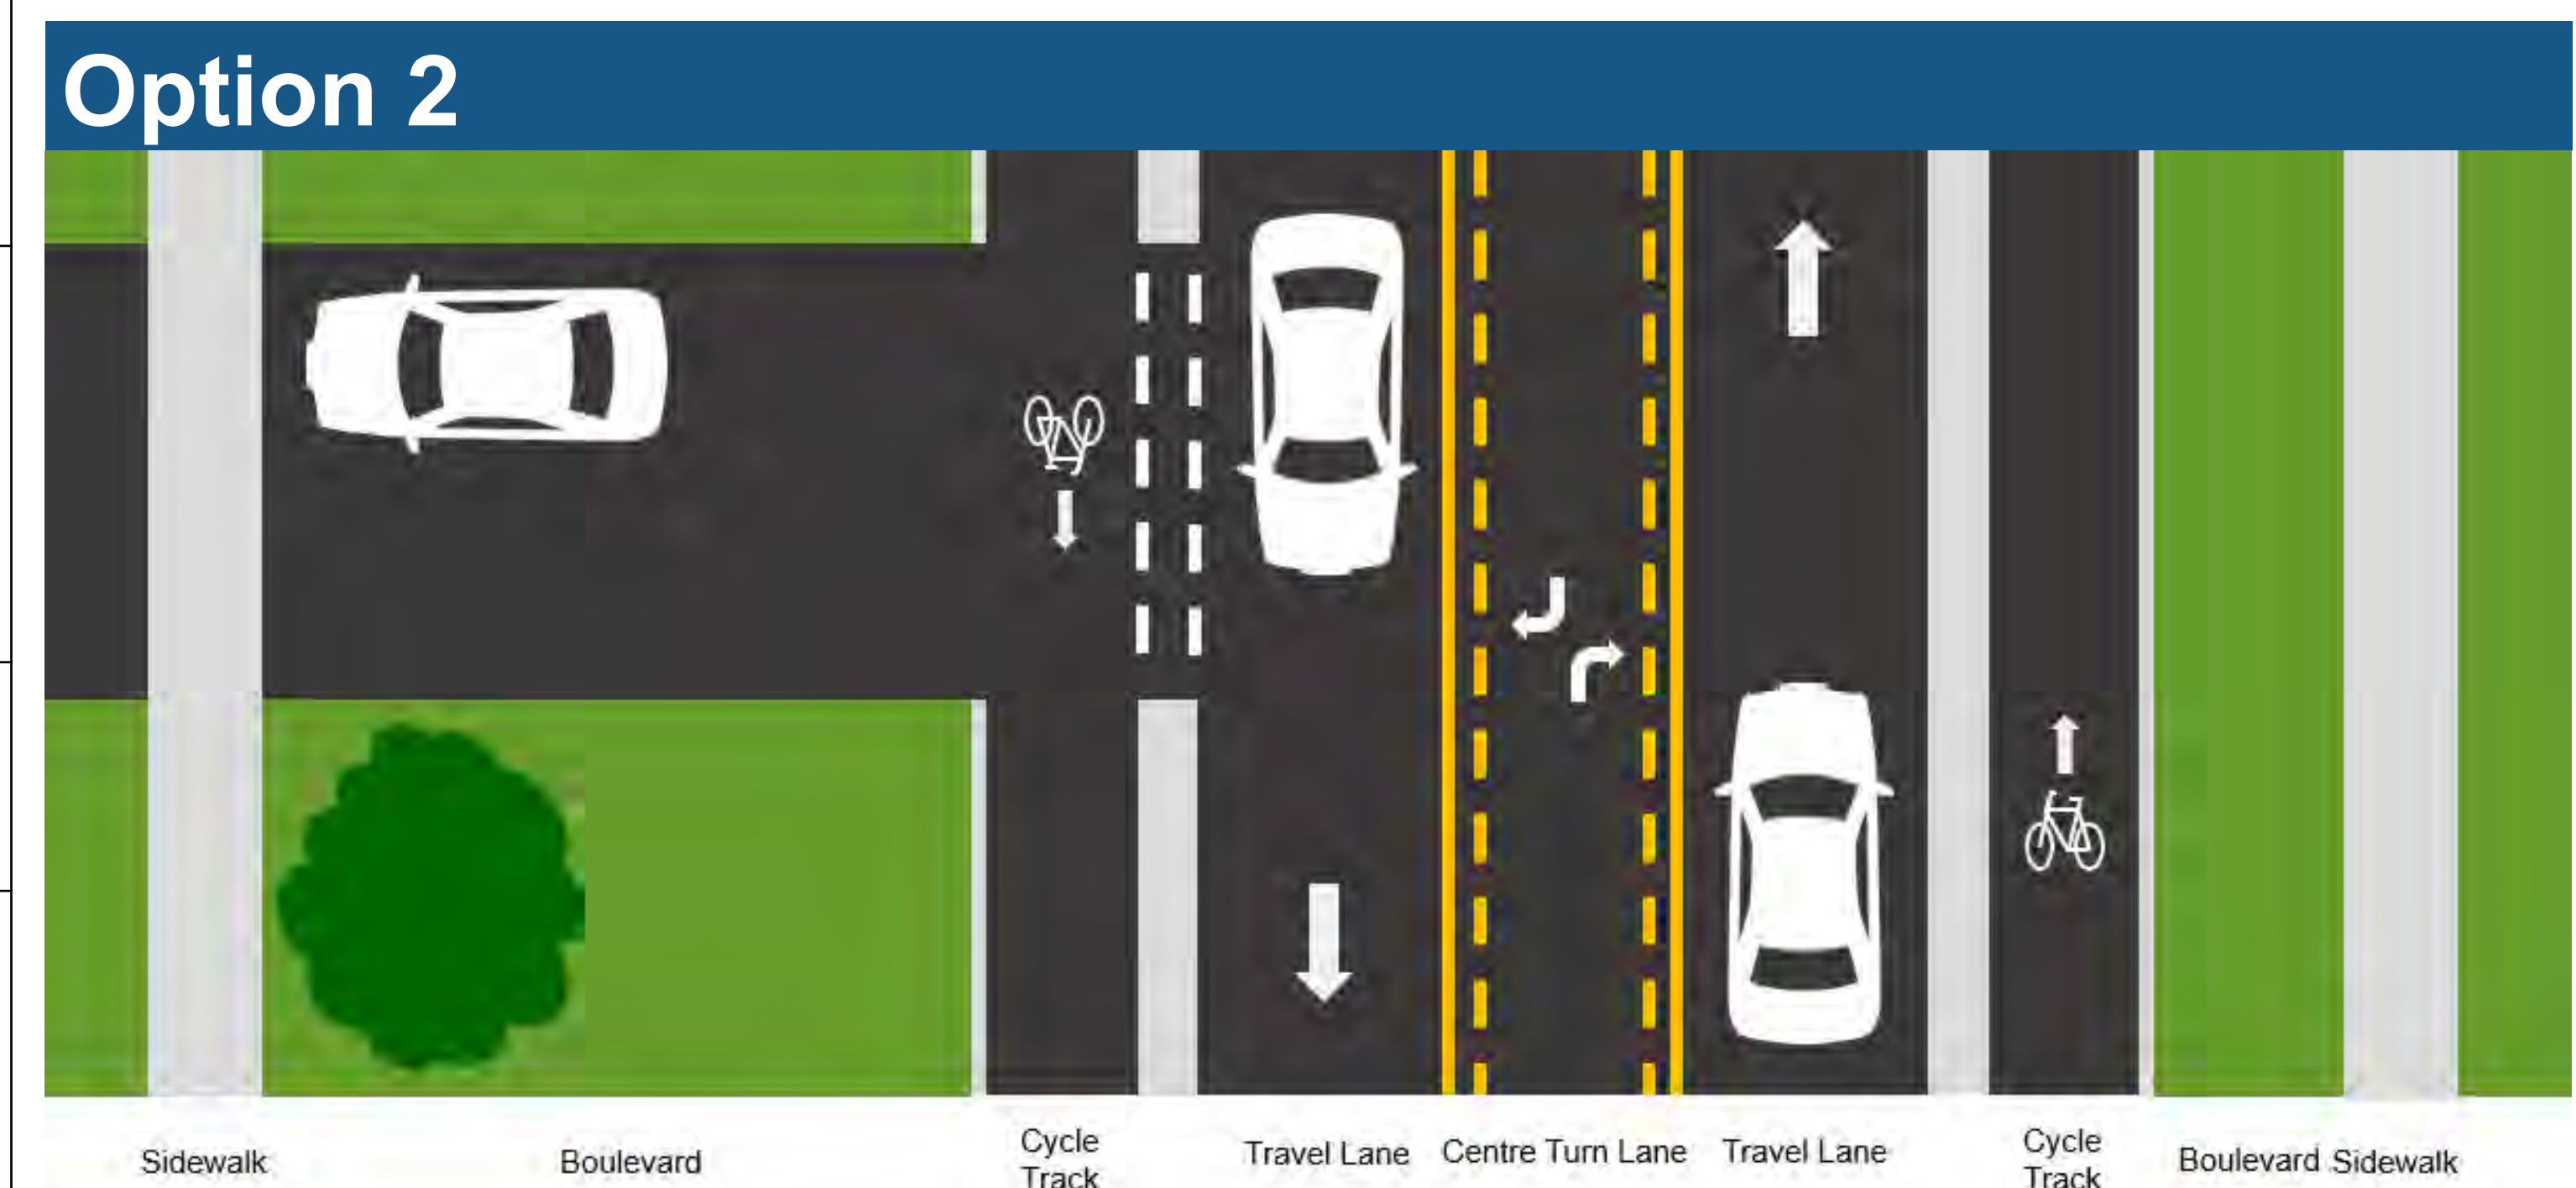 Option 2
Sidewalk
Boulevard
Cycle
Track
Travel Lane
Centre Turn Lane
Travel Lane
Cycle
Track
Boulevard
Sidewalk